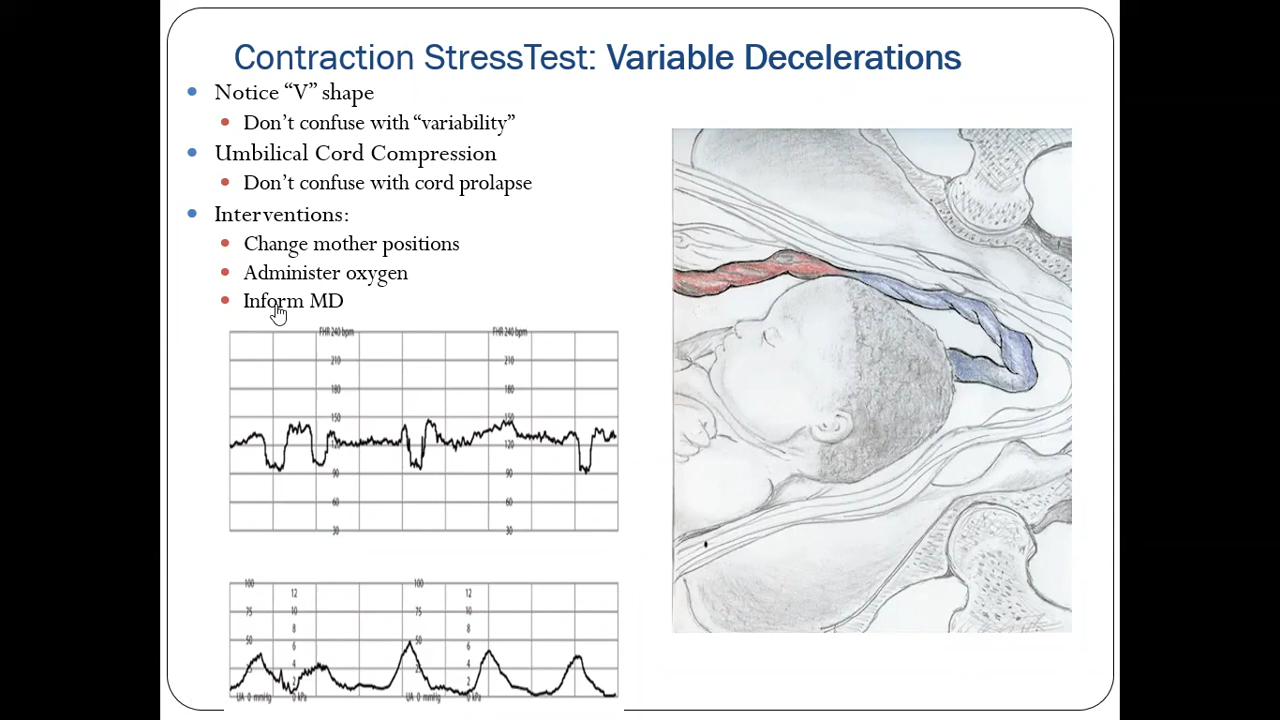 Contraction StressTest: Variable Decelerations
Notice “V” shape
Don’t confuse with “variability”
Umbilical Cord Compression
Don’t confuse with cord prolapse
Interventions:
Change mother positions
Administer oxygen
Inform MD
FHR 240 bpm FHR 240 bpm
210 210
180 180
150 150
120 120
90 90
60 60
30 30
100 100
12 12
75 10 75 10
8 8
50 6 50 6
4 4
25 25
2 2
UA 0 mmHg 0 kPa UA 0 mmHg 0 kPa